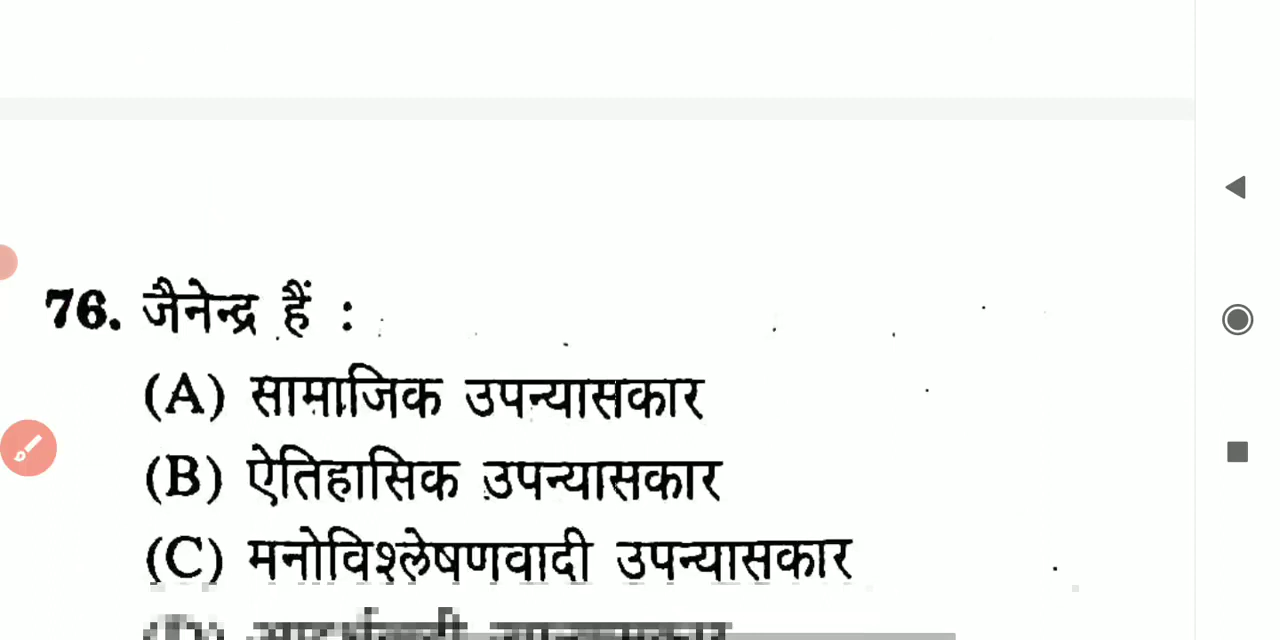 76. जैनेन्द्र हैं :
(A) सामाजिक उपन्यासकार
(B) ऐतिहासिक उपन्यासकार
(C) मनोविश्लेषणवादी उपन्यासकार